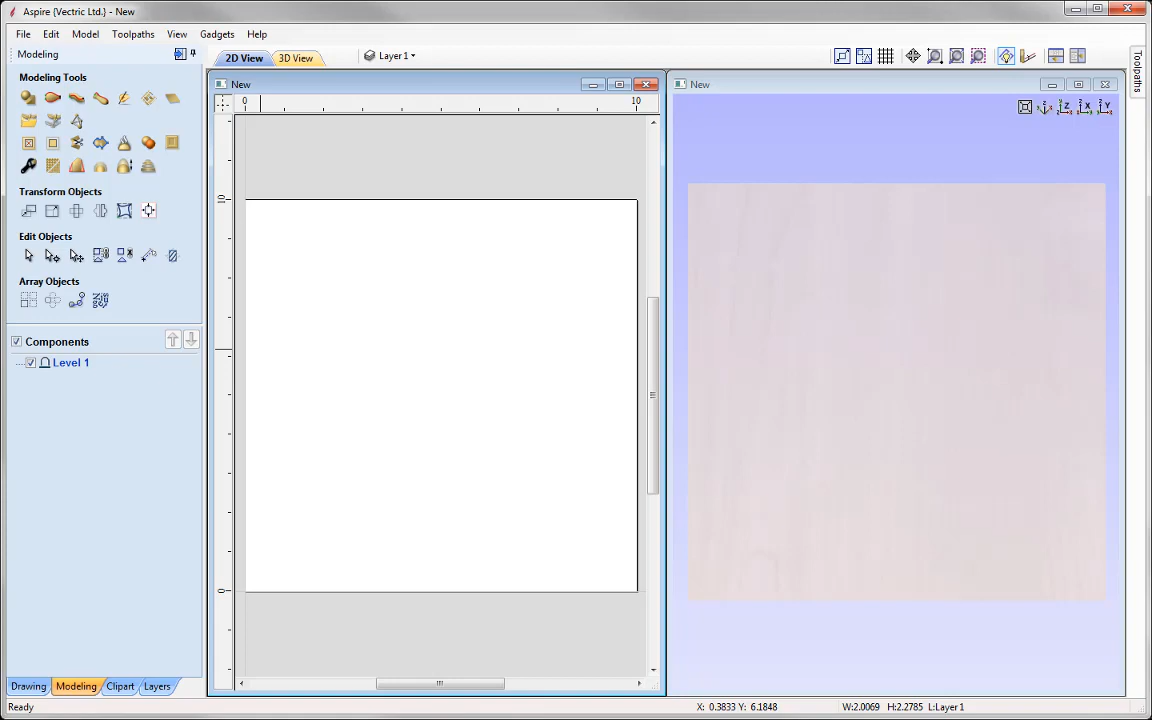 Aspire {Vectric Ltd.} - New
File Edit Model Toolpaths View Gadgets Help
Modeling
2D View 3D View Layer 1
Toolpaths
Modeling Tools
New
New
0 10
Z X Y
Transform Objects
10
Edit Objects
Array Objects
Components
Level 1
0
Drawing Modeling Clipart Layers
Ready
X: 0.3833 Y: 6.1848
W:2.0069 H:2.2785 L:Layer 1